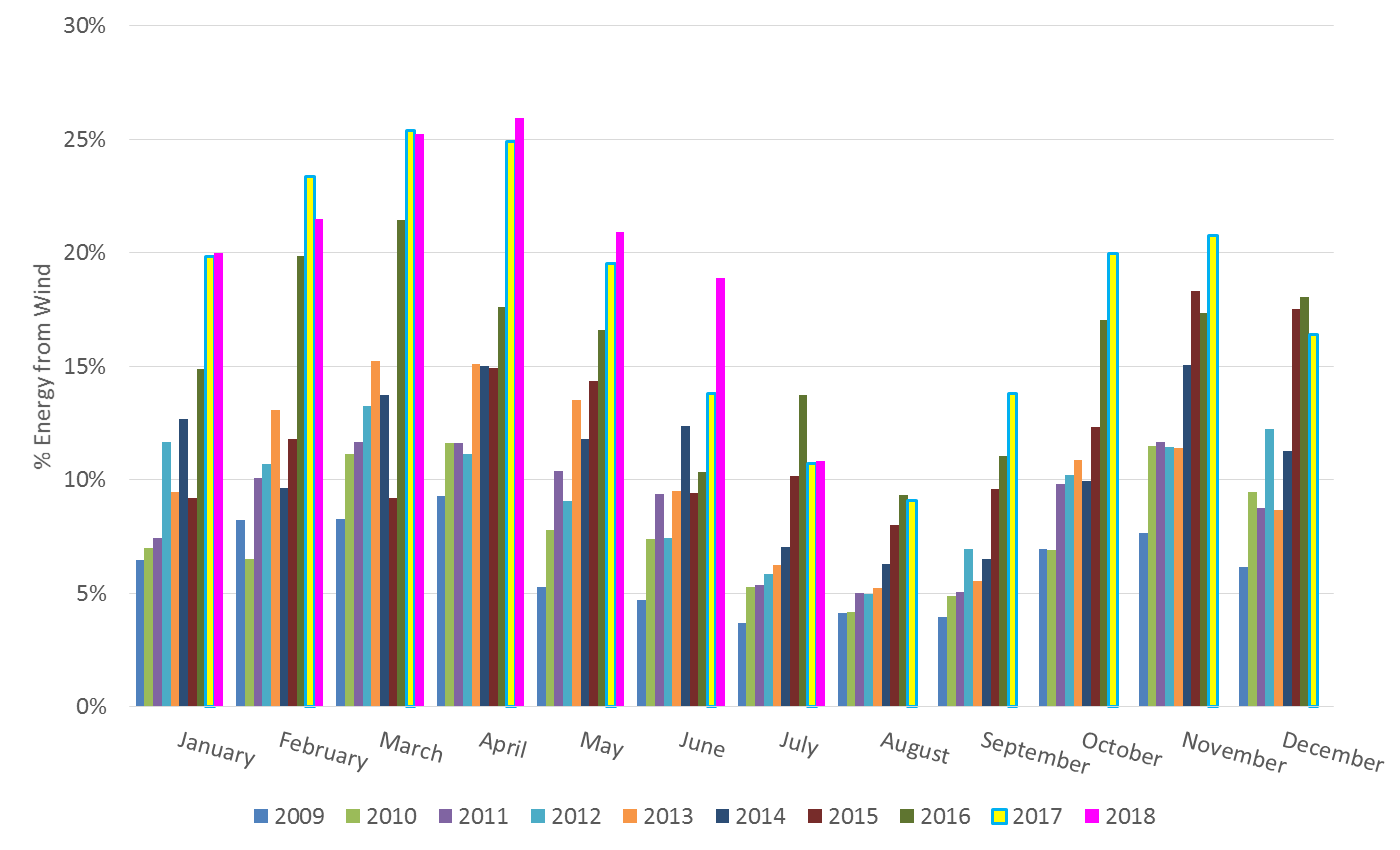 30%
25%
20%
15%
10%
5%
0%
% Energy from Wind
January February March April May June July August September October November December
2009 2010 2011 2012 2013 2014 2015 2016 2017 2018